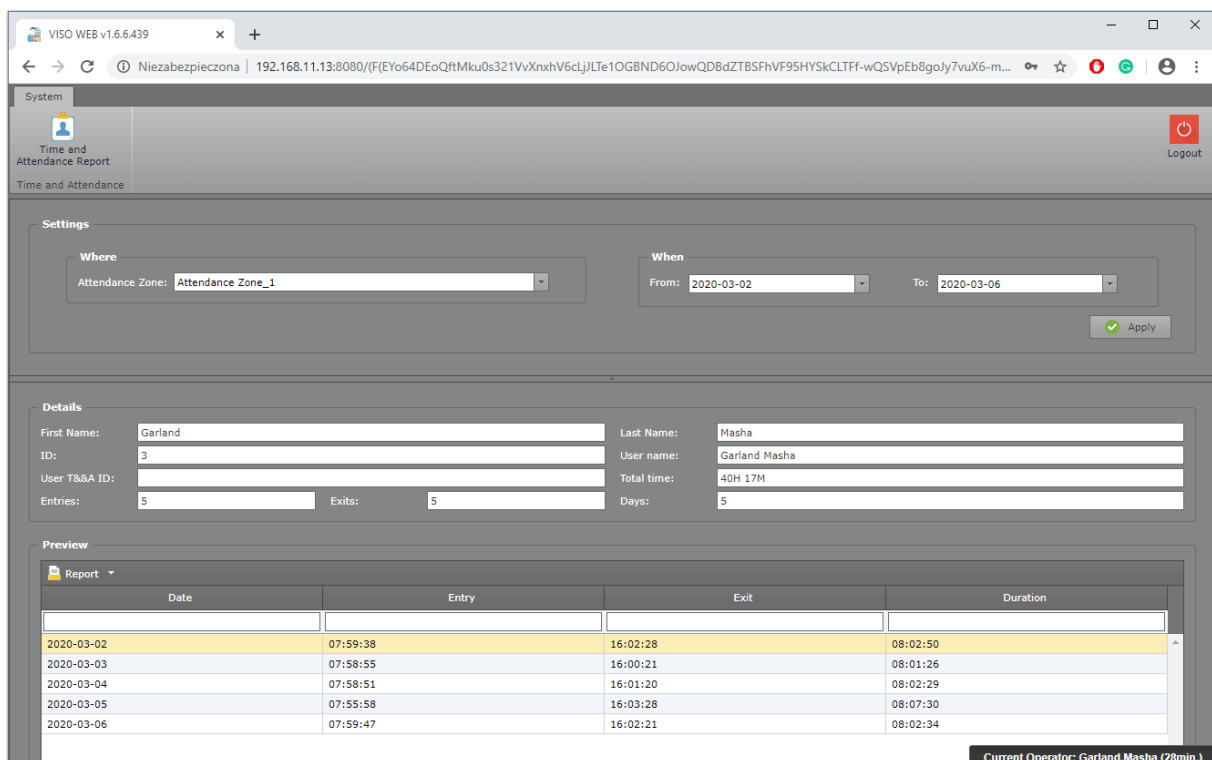 VISO WEB v1.6.6.439
Niezabezpieczona | 192.168.11.13:8080/(F(EYo64DEoQftMku0s321VvXnxhV6cLjJLTe1OGBND6OJowQDBdZTBSFhVF95HYSkCLTFf-wQSVpEb8goJy7vuX6-m...
System
Time and
Attendance Report
Logout
Time and Attendance
Settings
Where
When
Attendance Zone: Attendance Zone_1
From: 2020-03-02 To: 2020-03-06
Apply
Details
First Name: Garland Last Name: Masha
ID: 3 User name: Garland Masha
User T&&A ID: Total time: 40H 17M
Entries: 5 Exits: 5 Days: 5
Preview
Report
Date Entry Exit Duration
2020-03-02 07:59:38 16:02:28 08:02:50
2020-03-03 07:58:55 16:00:21 08:01:26
2020-03-04 07:58:51 16:01:20 08:02:29
2020-03-05 07:55:58 16:03:28 08:07:30
2020-03-06 07:59:47 16:02:21 08:02:34
Current Operator: Garland Masha (28min.)